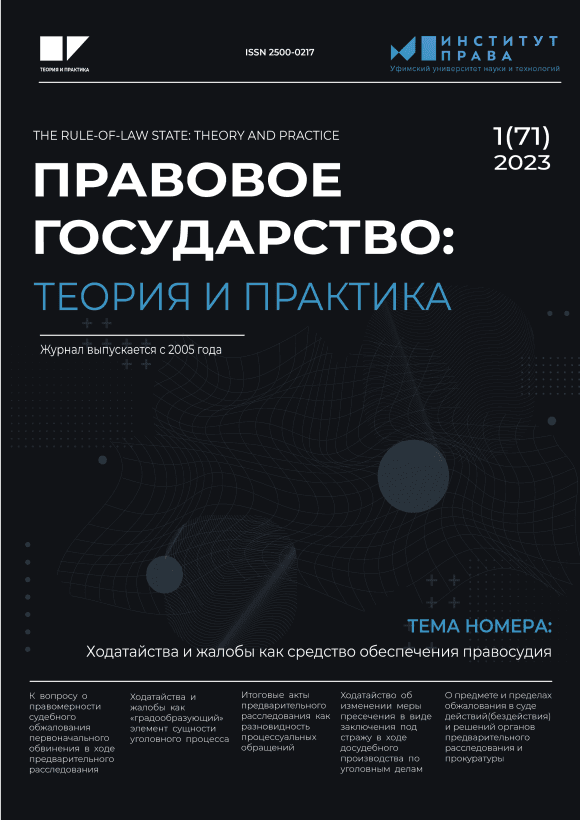 ТЕОРИЯ И ПРАКТИКА
ISSN 2500-0217
ИНСТИТУТ
ПРАВА
Уфимский университет науки и технологий
THE RULE-OF-LAW STATE: THEORY AND PRACTICE
1(71)
2023
ПРАВОВОЕ
ГОСУДАРСТВО:
ТЕОРИЯ И ПРАКТИКА
Журнал выпускается с 2005 года
ТЕМА НОМЕРА:
Ходатайства и жалобы как средство обеспечения правосудия
К вопросу о
правомерности
судебного
обжалования
первоначального
обвинения в ходе
предварительного
расследования
Ходатайства и
жалобы как
«градообразующий»
элемент сущности
уголовного процесса
Итоговые акты
предварительного
расследования как
разновидность
процессуальных
обращений
Ходатайство об
изменении меры
пресечения в виде
заключения под
стражу в ходе
досудебного
производства по
уголовным делам
О предмете и пределах
обжалования в суде
действий(бездействия)
и решений органов
предварительного
расследования и
прокуратуры